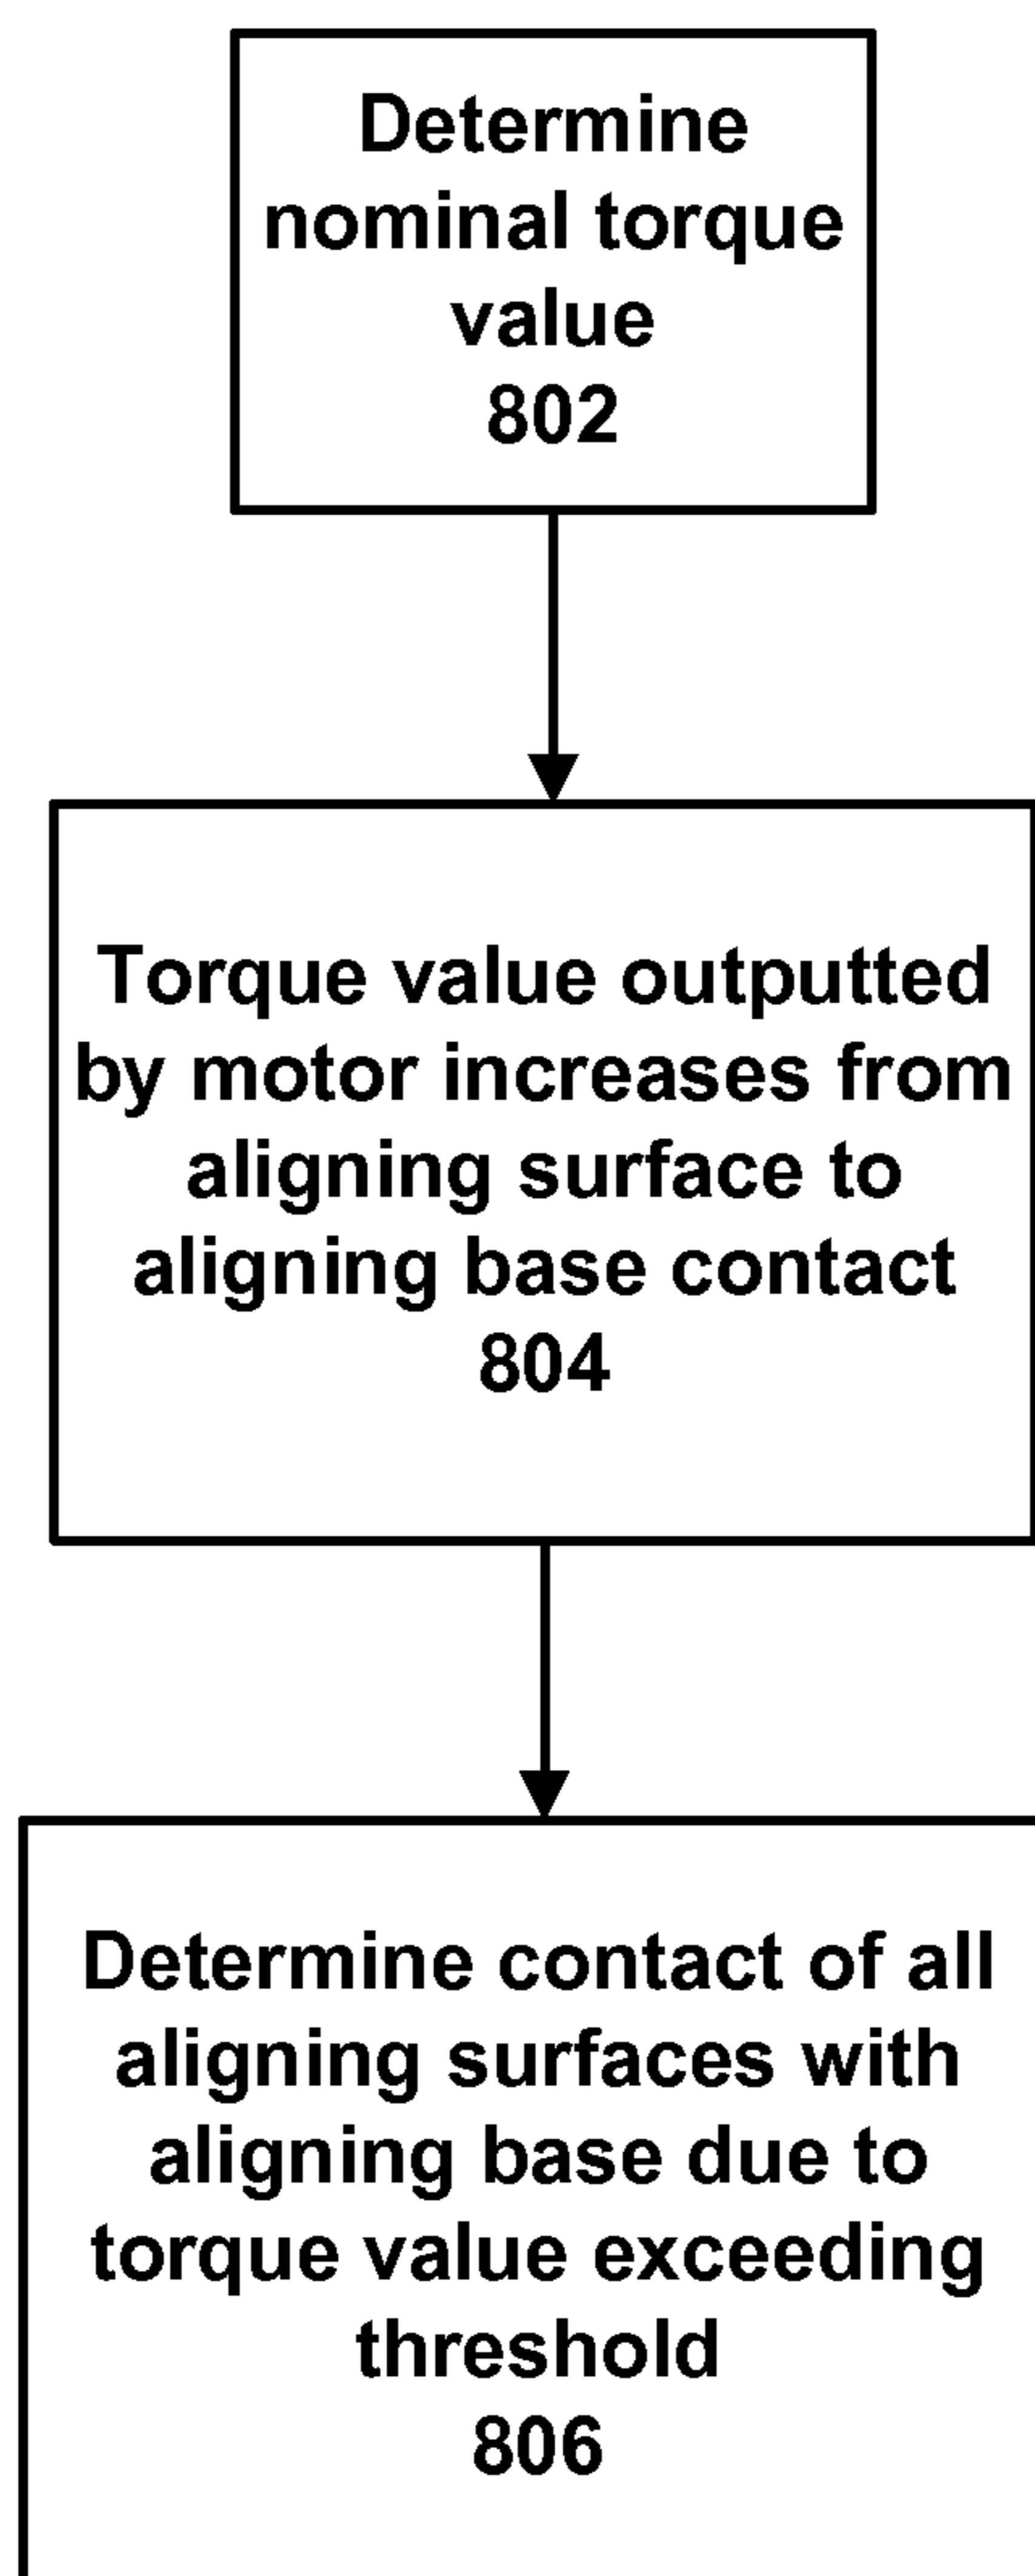 Determine
nominal torque
value
802
Torque value outputted
by motor increases from
aligning surface to
aligning base contact
804
Determine contact of all
aligning surfaces with
aligning base due to
torque value exceeding
threshold
806